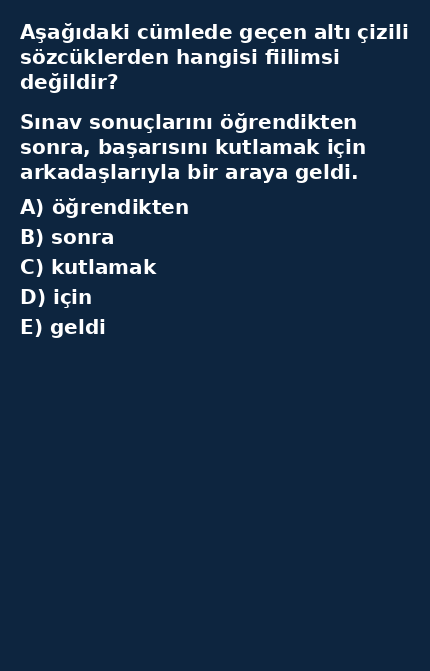 Aşağıdaki cümlede geçen altı çizili
sözcüklerden hangisi fiilimsi
değildir?
Sınav sonuçlarını öğrendikten
sonra, başarısını kutlamak için
arkadaşlarıyla bir araya geldi.
A) öğrendikten
B) sonra
C) kutlamak
D) için
E) geldi